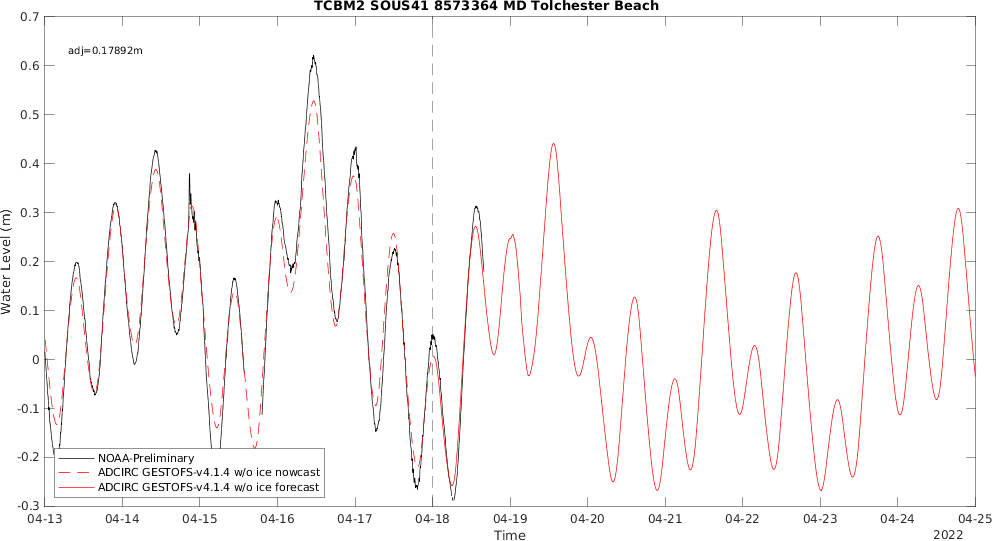 TCBM2 SOUS41 8573364 MD Tolchester Beach
adj=0.17892m
0.7
0.6
0.5
0.4
0.3
0.2
0.1
0
-0.1
-0.2
-0.3
Water Level (m)
NOAA-Preliminary
ADCIRC GESTOFS-v4.1.4 w/o ice nowcast
ADCIRC GESTOFS-v4.1.4 w/o ice forecast
04-13 04-14 04-15 04-16 04-17 04-18 04-19 04-20 04-21 04-22 04-23 04-24 04-25
Time
2022